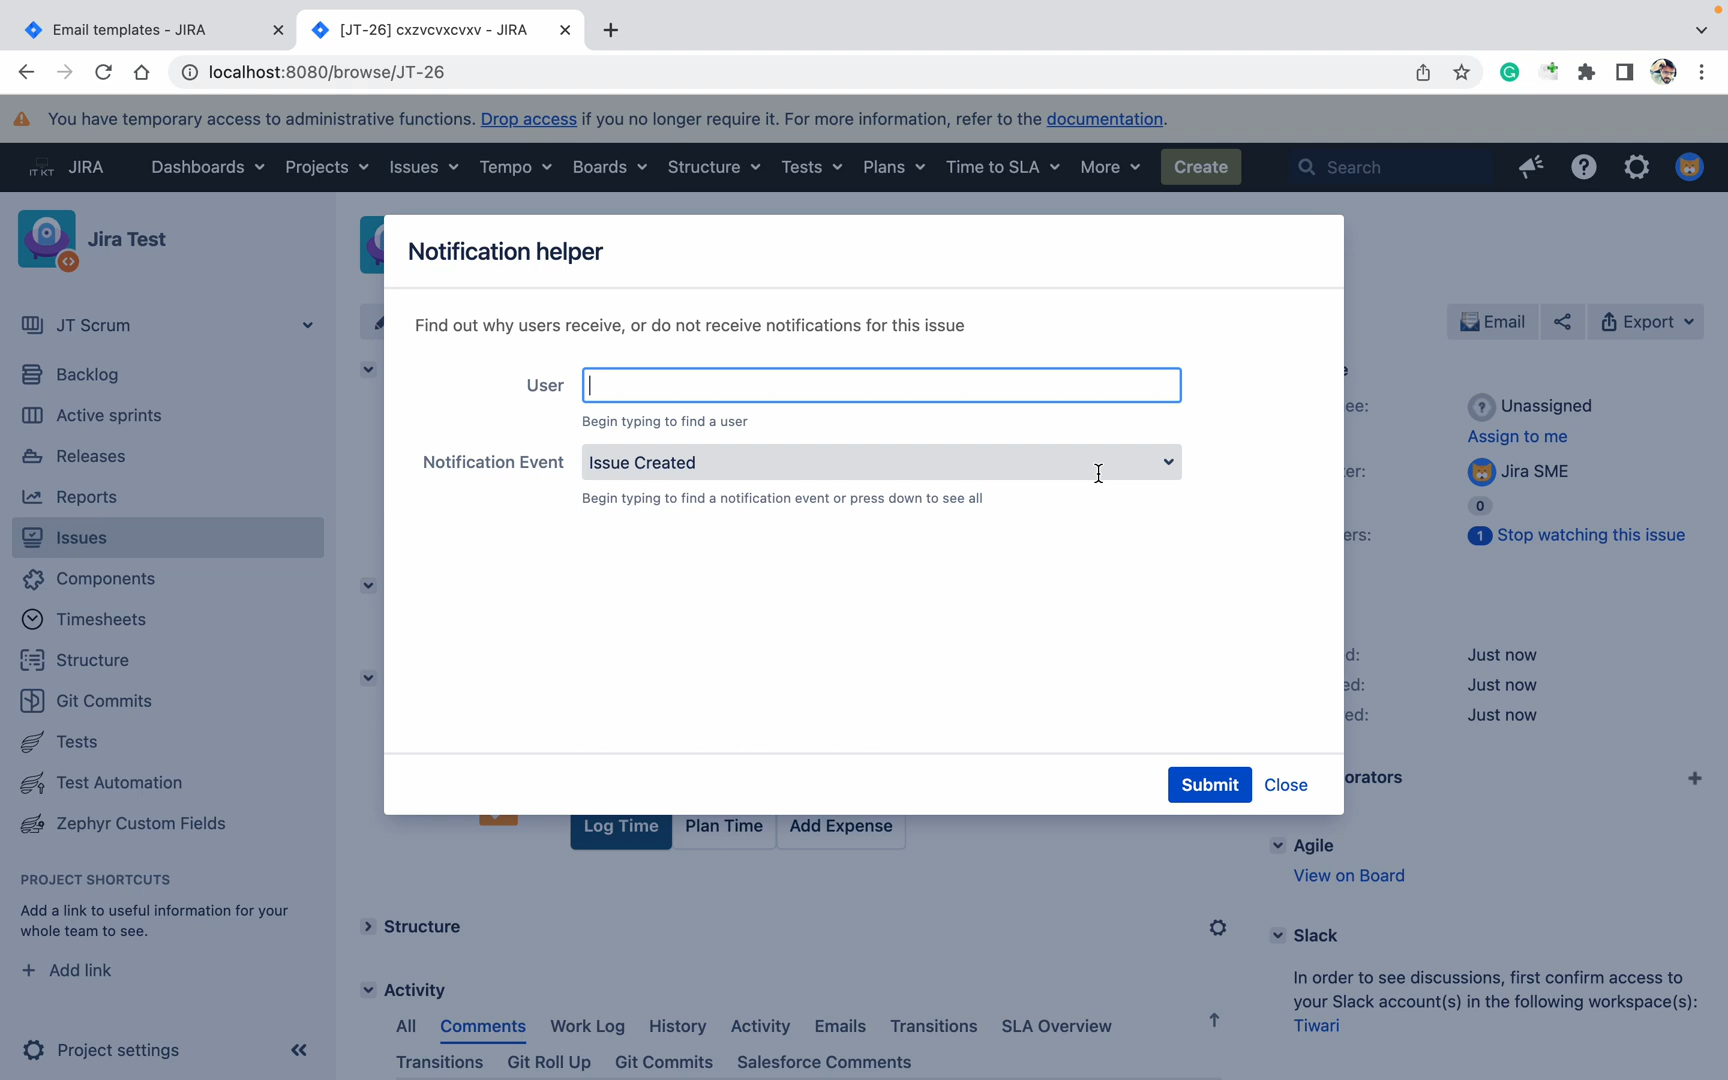 Email templates - JIRA
[JT-26] cxzvcvxcvxv - JIRA
localhost:8080/browse/JT-26
You have temporary access to administrative functions. Drop access if you no longer require it. For more information, refer to the documentation.
IT KT JIRA Dashboards Projects Issues Tempo Boards Structure Tests Plans Time to SLA More Create Search
Jira Test
JT Scrum
Backlog
Active sprints
Releases
Reports
Issues
Components
Timesheets
Structure
Git Commits
Tests
Test Automation
Zephyr Custom Fields
PROJECT SHORTCUTS
Add a link to useful information for your
whole team to see.
+ Add link
Project settings
Notification helper
Find out why users receive, or do not receive notifications for this issue
User
Begin typing to find a user
Notification Event Issue Created
Begin typing to find a notification event or press down to see all
Submit Close
Email Export
ee: Unassigned
Assign to me
ter: Jira SME
0
ers: 1 Stop watching this issue
d: Just now
ed: Just now
ed: Just now
orators
Log Time Plan Time Add Expense
Agile
View on Board
Structure
Slack
In order to see discussions, first confirm access to
your Slack account(s) in the following workspace(s):
Tiwari
Activity
All Comments Work Log History Activity Emails Transitions SLA Overview
Transitions Git Roll Up Git Commits Salesforce Comments